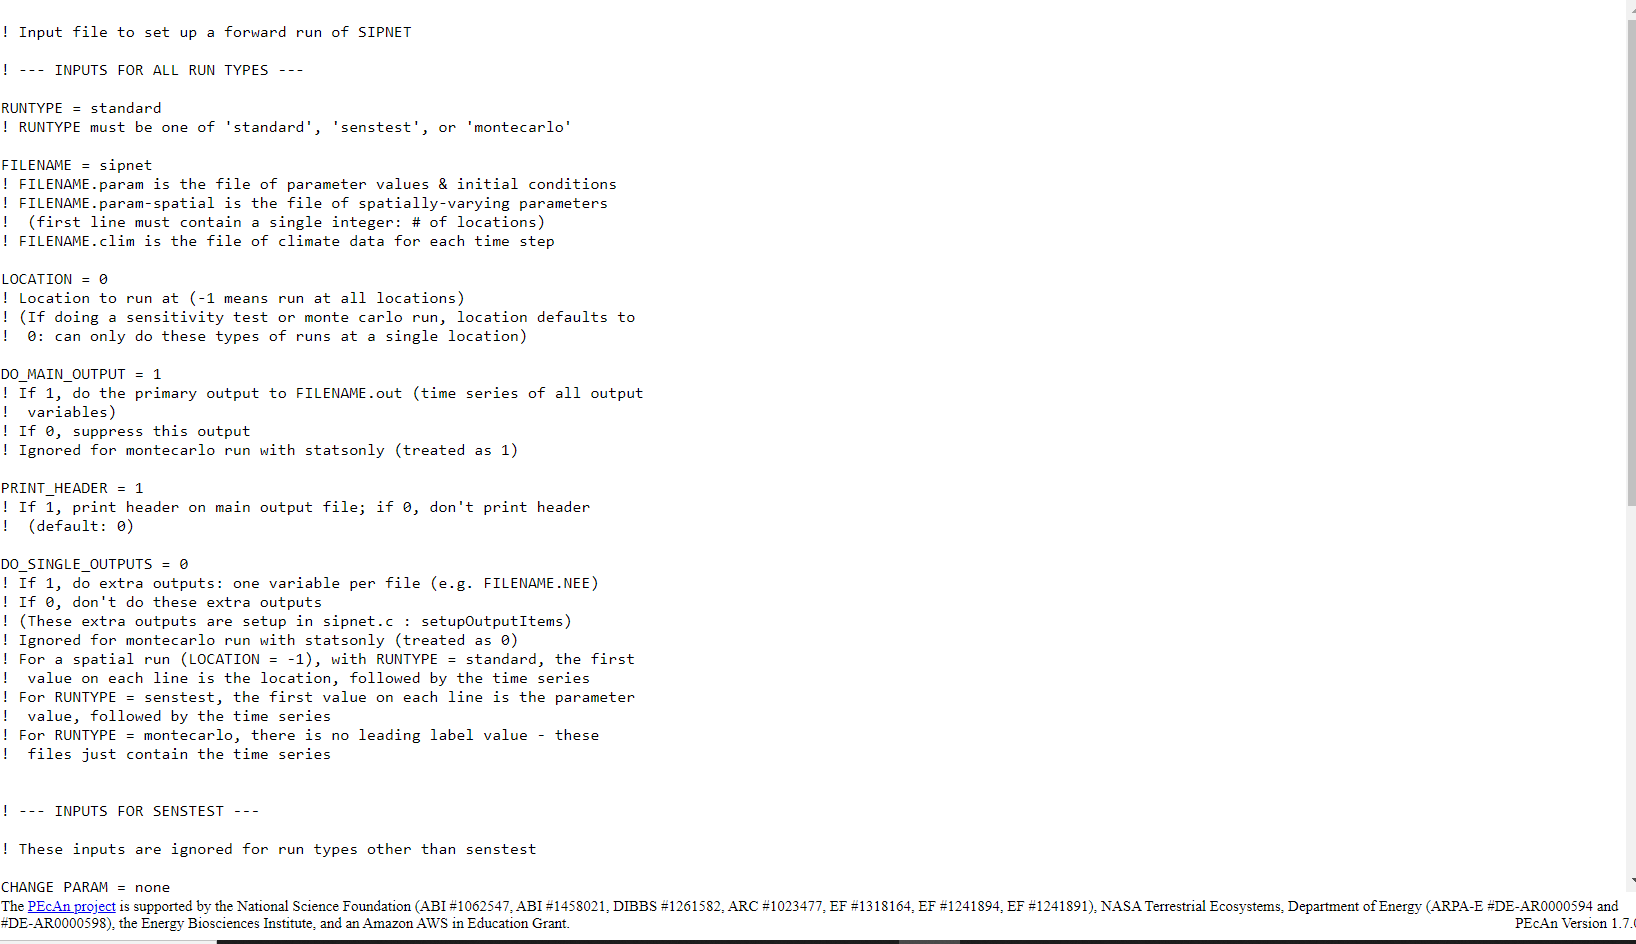 ! Input file to set up a forward run of SIPNET
! --- INPUTS FOR ALL RUN TYPES ---
RUNTYPE = standard
! RUNTYPE must be one of 'standard', 'senstest', or 'montecarlo'
FILENAME = sipnet
! FILENAME.param is the file of parameter values & initial conditions
! FILENAME.param-spatial is the file of spatially-varying parameters
!  (first line must contain a single integer: # of locations)
! FILENAME.clim is the file of climate data for each time step
LOCATION = 0
! Location to run at (-1 means run at all locations)
! (If doing a sensitivity test or monte carlo run, location defaults to
!  0: can only do these types of runs at a single location)
DO_MAIN_OUTPUT = 1
! If 1, do the primary output to FILENAME.out (time series of all output
!  variables)
! If 0, suppress this output
! Ignored for montecarlo run with statsonly (treated as 1)
PRINT_HEADER = 1
! If 1, print header on main output file; if 0, don't print header
!  (default: 0)
DO_SINGLE_OUTPUTS = 0
! If 1, do extra outputs: one variable per file (e.g. FILENAME.NEE)
! If 0, don't do these extra outputs
! (These extra outputs are setup in sipnet.c : setupOutputItems)
! Ignored for montecarlo run with statsonly (treated as 0)
! For a spatial run (LOCATION = -1), with RUNTYPE = standard, the first
!  value on each line is the location, followed by the time series
! For RUNTYPE = senstest, the first value on each line is the parameter
!  value, followed by the time series
! For RUNTYPE = montecarlo, there is no leading label value - these
!  files just contain the time series
! --- INPUTS FOR SENSTEST ---
! These inputs are ignored for run types other than senstest
CHANGE PARAM = none
The PEcAn project is supported by the National Science Foundation (ABI #1062547, ABI #1458021, DIBBS #1261582, ARC #1023477, EF #1318164, EF #1241894, EF #1241891), NASA Terrestrial Ecosystems, Department of Energy (ARPA-E #DE-AR0000594 and
#DE-AR0000598), the Energy Biosciences Institute, and an Amazon AWS in Education Grant.
PEcAn Version 1.7.